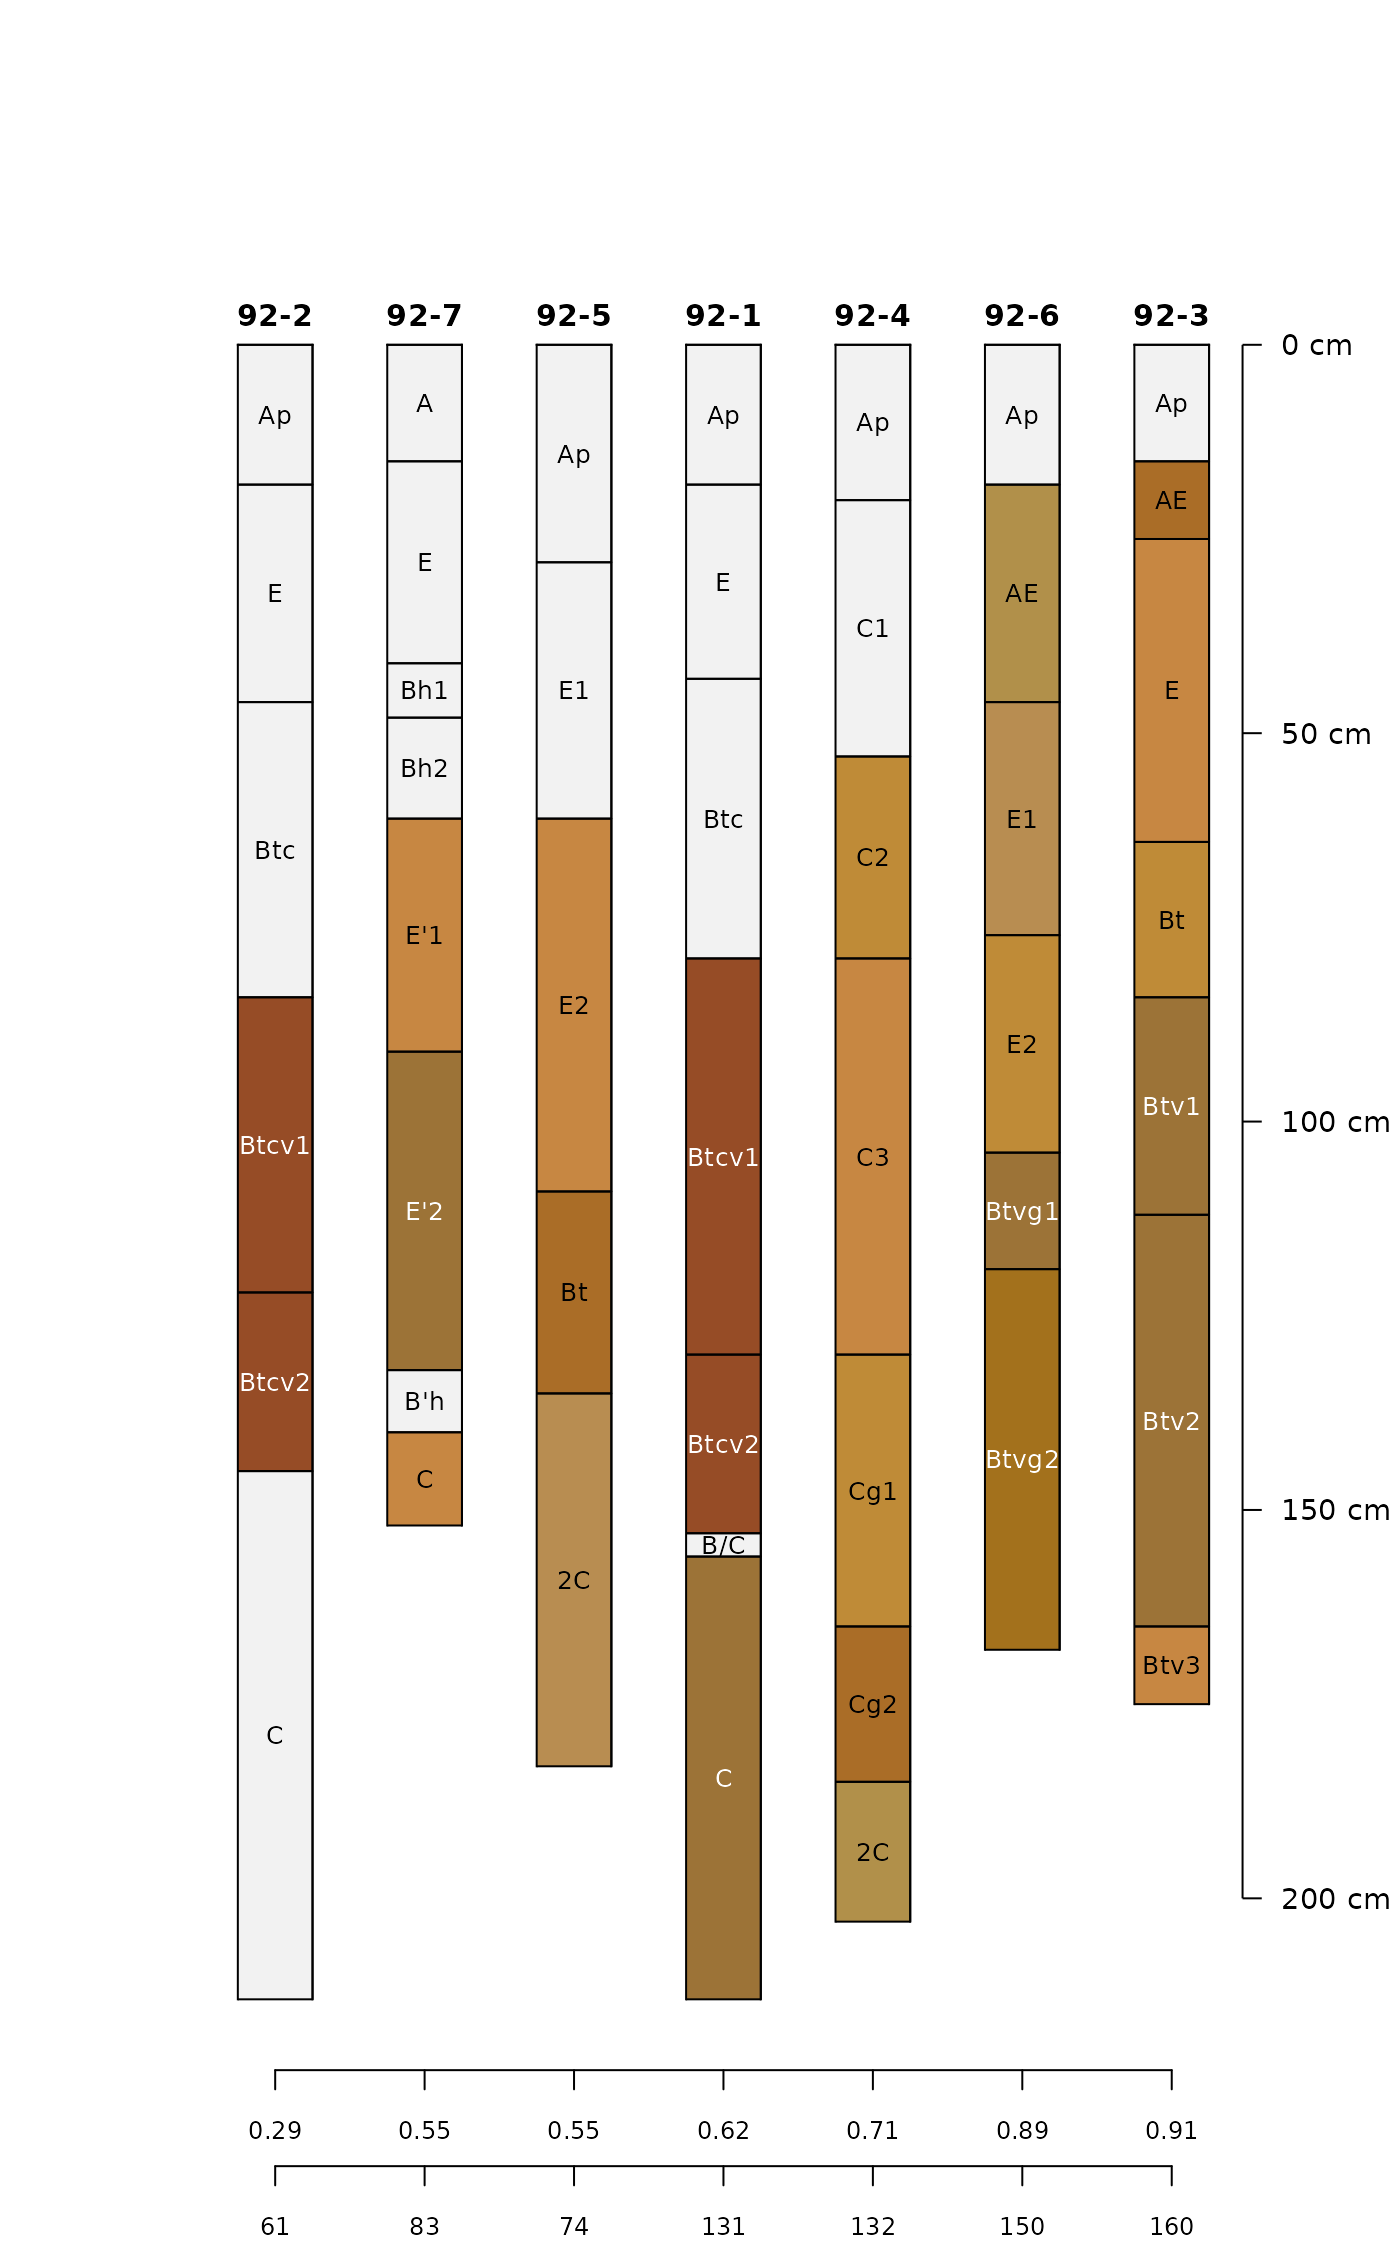 92-2 92-7 92-5 92-1 92-4 92-6 92-3
Ap
E
Btc
Btcv1
Btcv2
C
A
E
Bh1
Bh2
E'1
E'2
B'h
C
Ap
E1
E2
Bt
2C
Ap
E
Btc
Btcv1
Btcv2
B/C
C
Ap
C1
C2
C3
Cg1
Cg2
2C
Ap
AE
E1
E2
Btvg1
Btvg2
Ap
AE
E
Bt
Btv1
Btv2
Btv3
0 cm
50 cm
100 cm
150 cm
200 cm
0.29 0.55 0.55 0.62 0.71 0.89 0.91
61 83 74 131 132 150 160